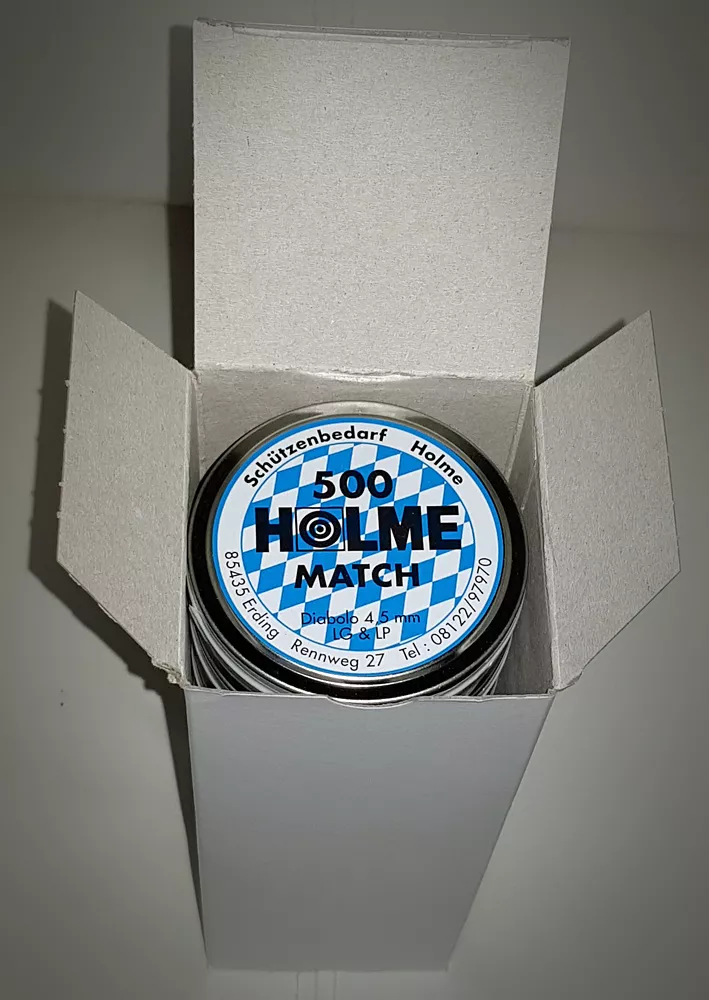 Schützenbedarf Holme
500
HOLME
MATCH
Diabolo 4,5 mm
LG & LP
85435 Erding Rennweg 27 Tel : 08122/97970